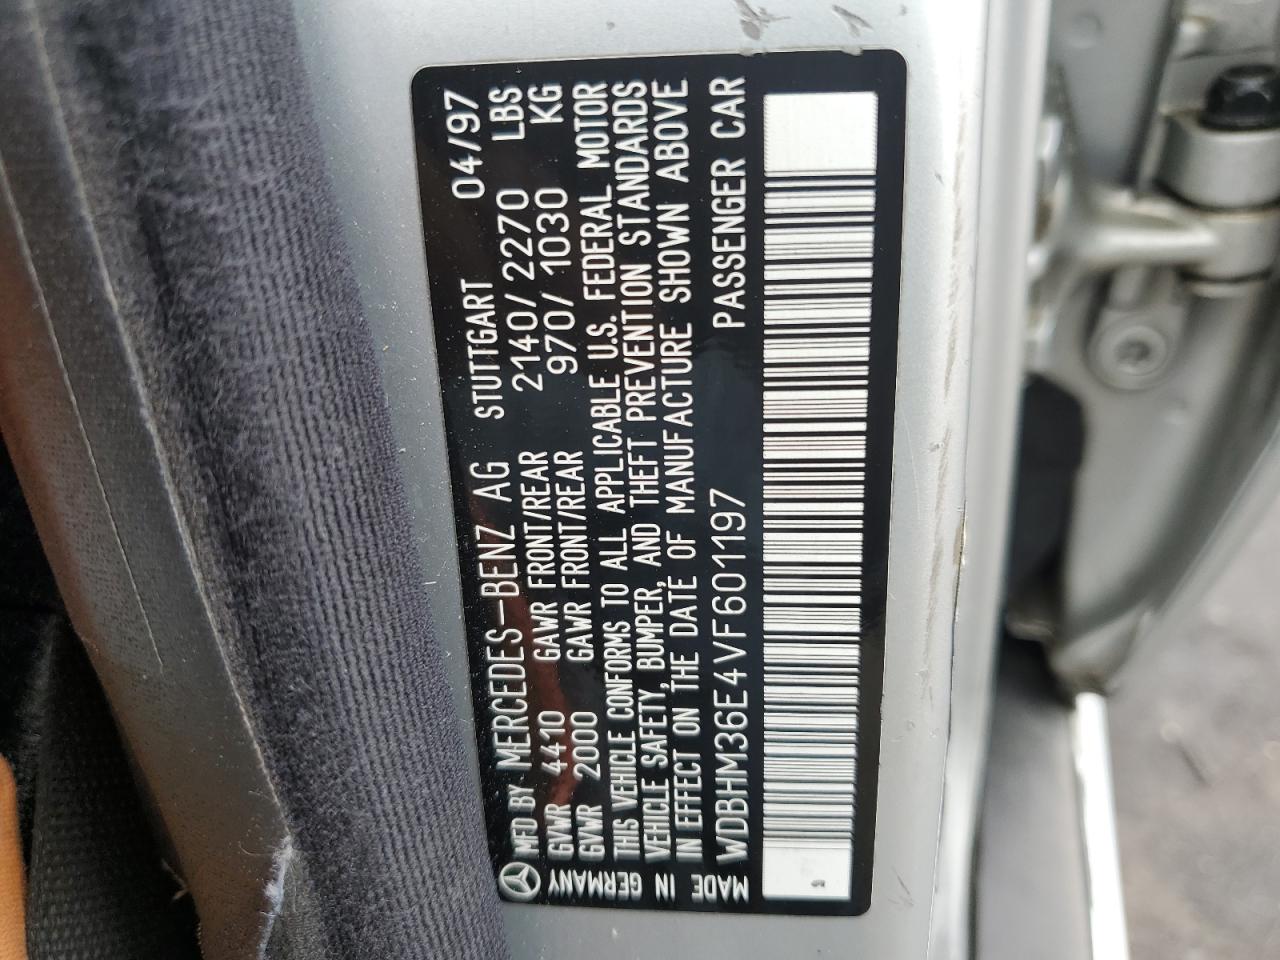 MFD BY MERCEDES-BENZ AG STUTTGART 04/97
GVWR 4410 GAWR FRONT/REAR 2140/2270 LBS
GVWR 2000 GAWR FRONT/REAR 970/1030 KG
THIS VEHICLE CONFORMS TO ALL APPLICABLE U.S. FEDERAL MOTOR
VEHICLE SAFETY, BUMPER, AND THEFT PREVENTION STANDARDS
IN EFFECT ON THE DATE OF MANUFACTURE SHOWN ABOVE
WDBHM36E4VF601197 PASSENGER CAR
MADE IN GERMANY